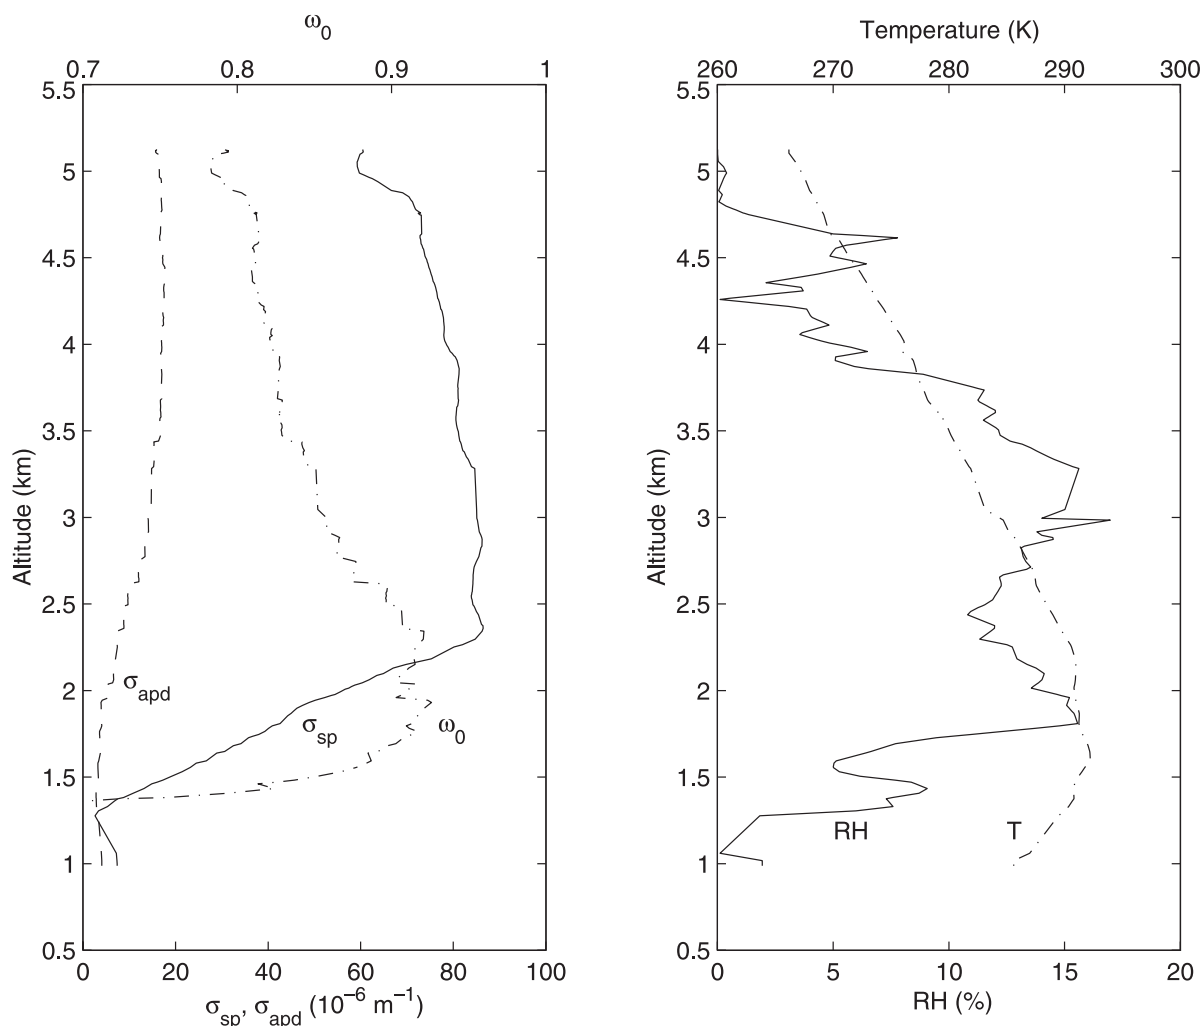 ω0
0.7 0.8 0.9 1
5.5
5
4.5
4
3.5
3
2.5
2
1.5
1
0.5
Altitude (km)
σapd
σsp
ω0
0 20 40 60 80 100
σsp, σapd (10−6 m−1)
Temperature (K)
260 270 280 290 300
5.5
5
4.5
4
3.5
3
2.5
2
1.5
1
0.5
Altitude (km)
RH
T
0 5 10 15 20
RH (%)